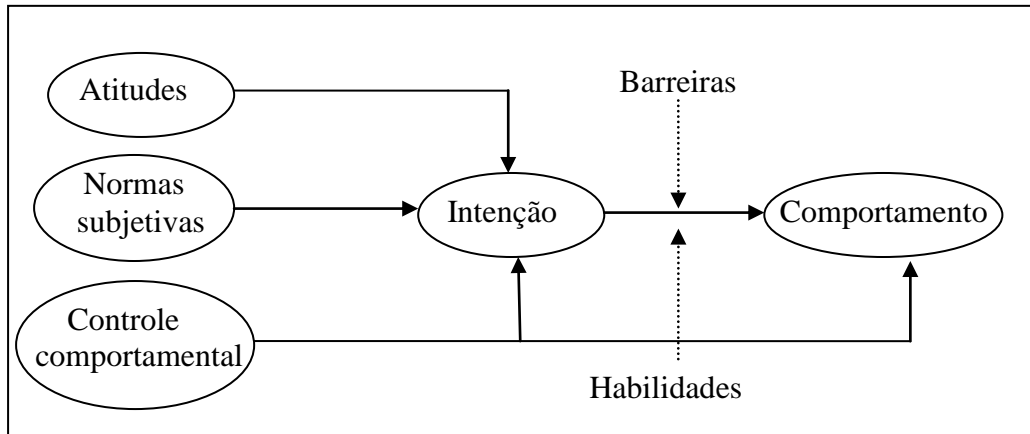 Atitudes
Barreiras
Normas
subjetivas
Intenção
Comportamento
Controle
comportamental
Habilidades